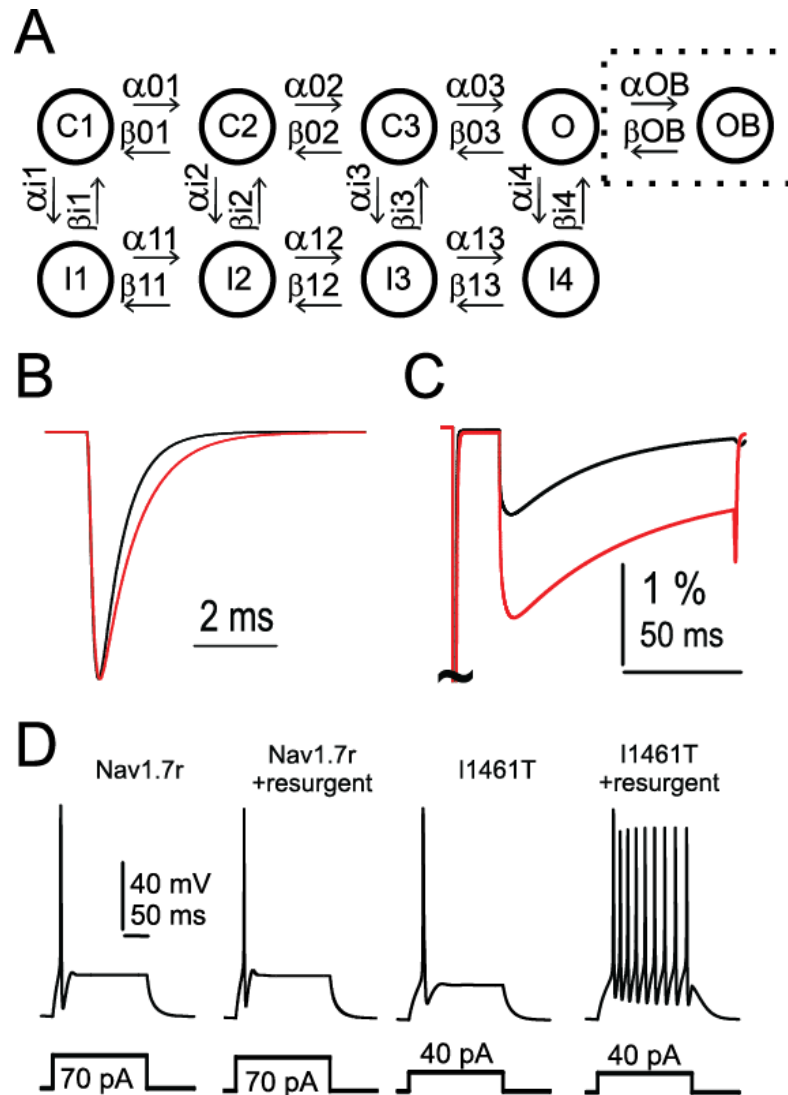 A
α01 α02 α03 αOB
C1 C2 C3 O OB
β01 β02 β03 βOB
αi1 βi1 αi2 βi2 αi3 βi3 αi4 βi4
α11 α12 α13
I1 I2 I3 I4
β11 β12 β13
B
C
2 ms
1 %
50 ms
D
Nav1.7r
Nav1.7r
+resurgent
I1461T
I1461T
+resurgent
40 mV
50 ms
70 pA
70 pA
40 pA
40 pA